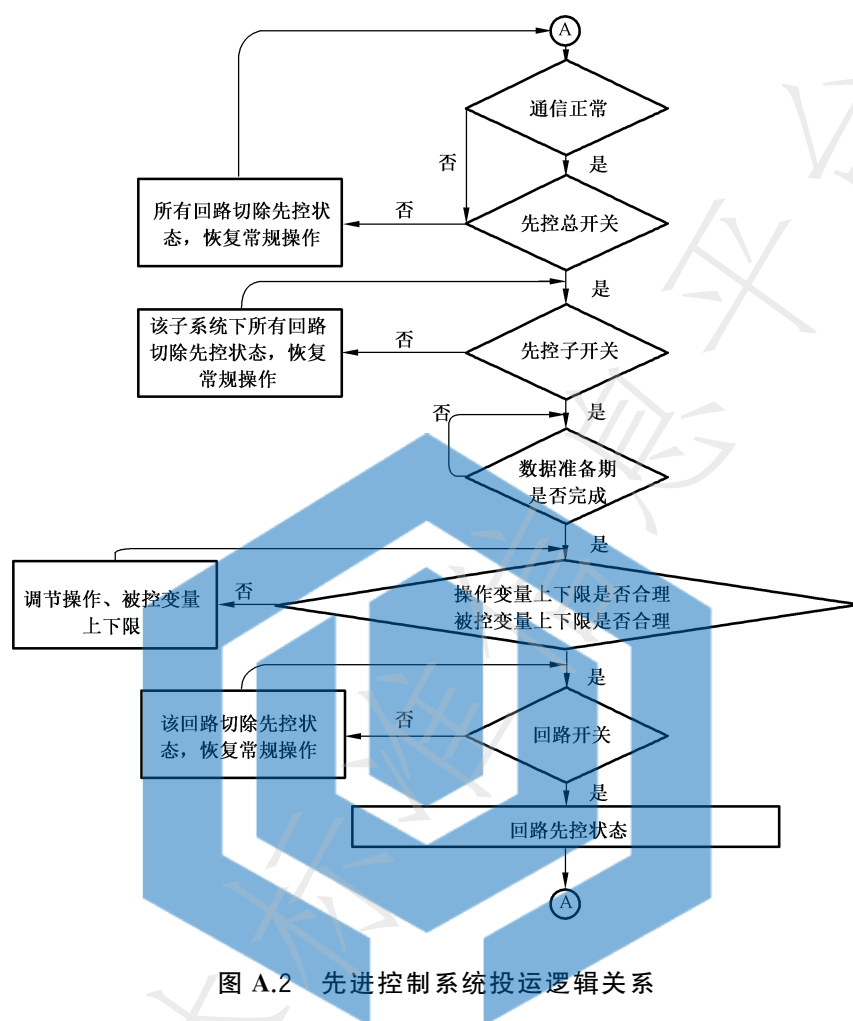 A
通信正常
否
是
所有回路切除先控状
态，恢复常规操作
否
先控总开关
是
该子系统下所有回路
切除先控状态，恢复
常规操作
否
先控子开关
否
是
数据准备期
是否完成
是
调节操作、被控变量
上下限
否
操作变量上下限是否合理
被控变量上下限是否合理
是
该回路切除先控状
态，恢复常规操作
否
回路开关
是
回路先控状态
A
图 A.2 先进控制系统投运逻辑关系